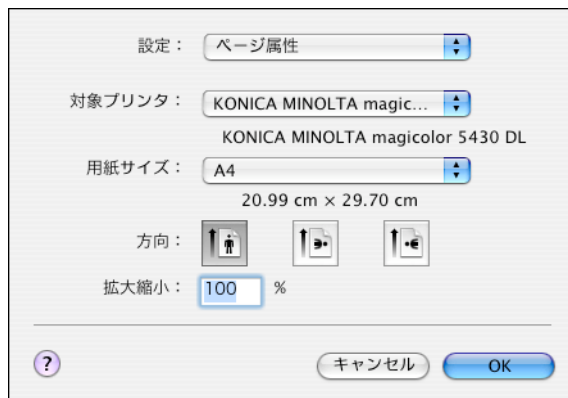 設定： ページ属性
対象プリンタ： KONICA MINOLTA magic...
KONICA MINOLTA magicolor 5430 DL
用紙サイズ： A4
20.99 cm × 29.70 cm
方向：
拡大縮小： 100 %
? キャンセル OK